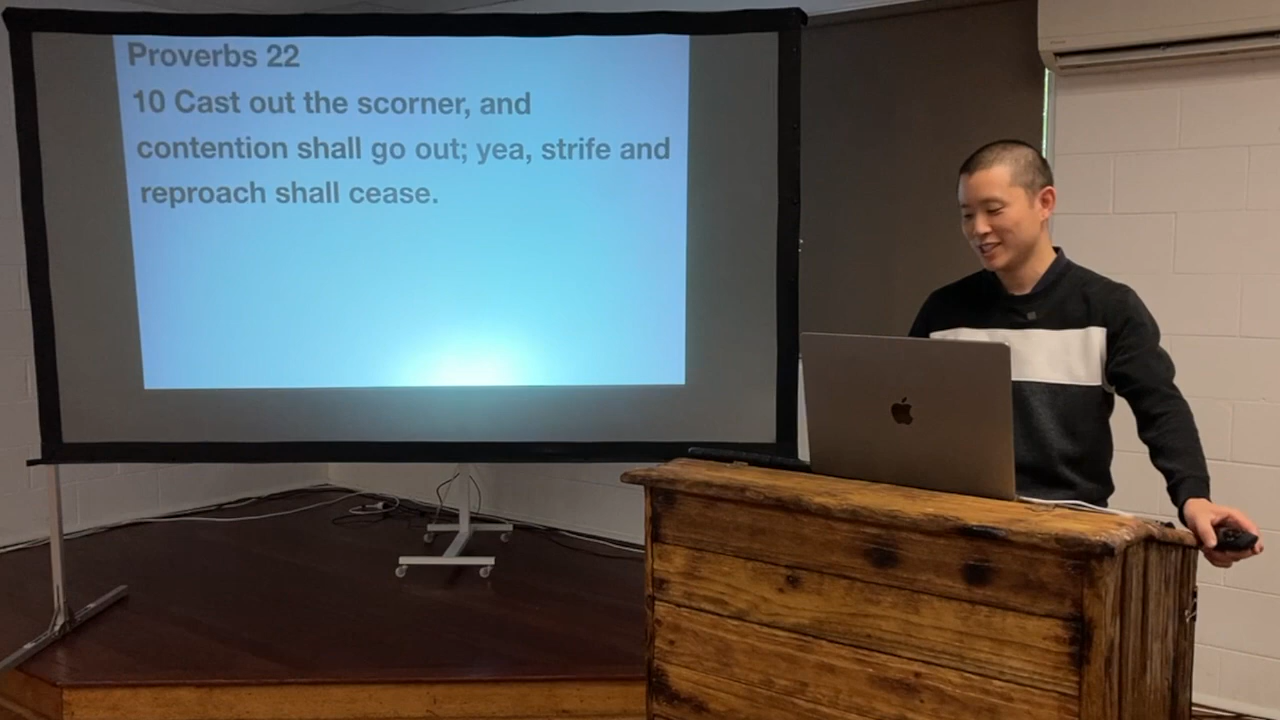 Proverbs 22
10 Cast out the scorner, and
contention shall go out; yea, strife and
reproach shall cease.